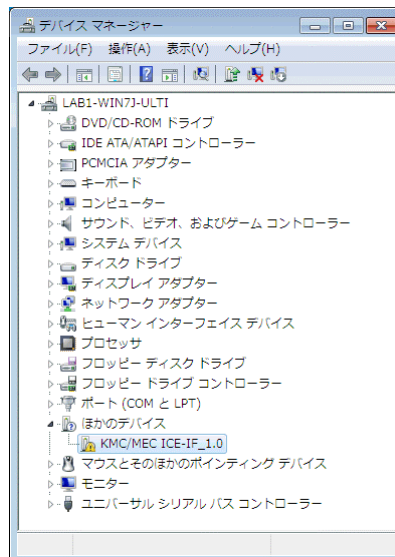 デバイス マネージャー
ファイル(F) 操作(A) 表示(V) ヘルプ(H)
LAB1-WIN7J-ULTI
DVD/CD-ROM ドライブ
IDE ATA/ATAPI コントローラー
PCMCIA アダプター
キーボード
コンピューター
サウンド、ビデオ、およびゲーム コントローラー
システム デバイス
ディスク ドライブ
ディスプレイ アダプター
ネットワーク アダプター
ヒューマン インターフェイス デバイス
プロセッサ
フロッピー ディスク ドライブ
フロッピー ドライブ コントローラー
ポート (COM と LPT)
ほかのデバイス
KMC/MEC ICE-IF_1.0
マウスとそのほかのポインティング デバイス
モニター
ユニバーサル シリアル バス コントローラー